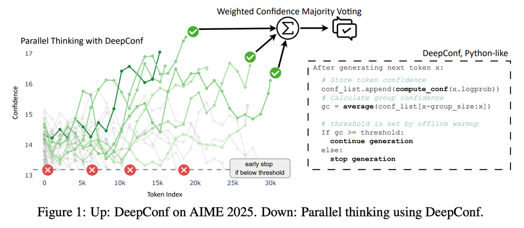 Weighted Confidence Majority Voting
Parallel Thinking with DeepConf
Σ
DeepConf, Python-like
17
16
15
14
13
Confidence
early stop
if below threshold
0
5k
10k
15k
20k
25k
30k
Token Index
After generating next token x:
# Store token confidence
conf_list.append(compute_conf(x.logprob))
# Calculate group confidence
gc = average(conf_list[x-group_size:x])
# threshold is set by offline warmup
If gc >= threshold:
continue generation
else:
stop generation
Figure 1: Up: DeepConf on AIME 2025. Down: Parallel thinking using DeepConf.